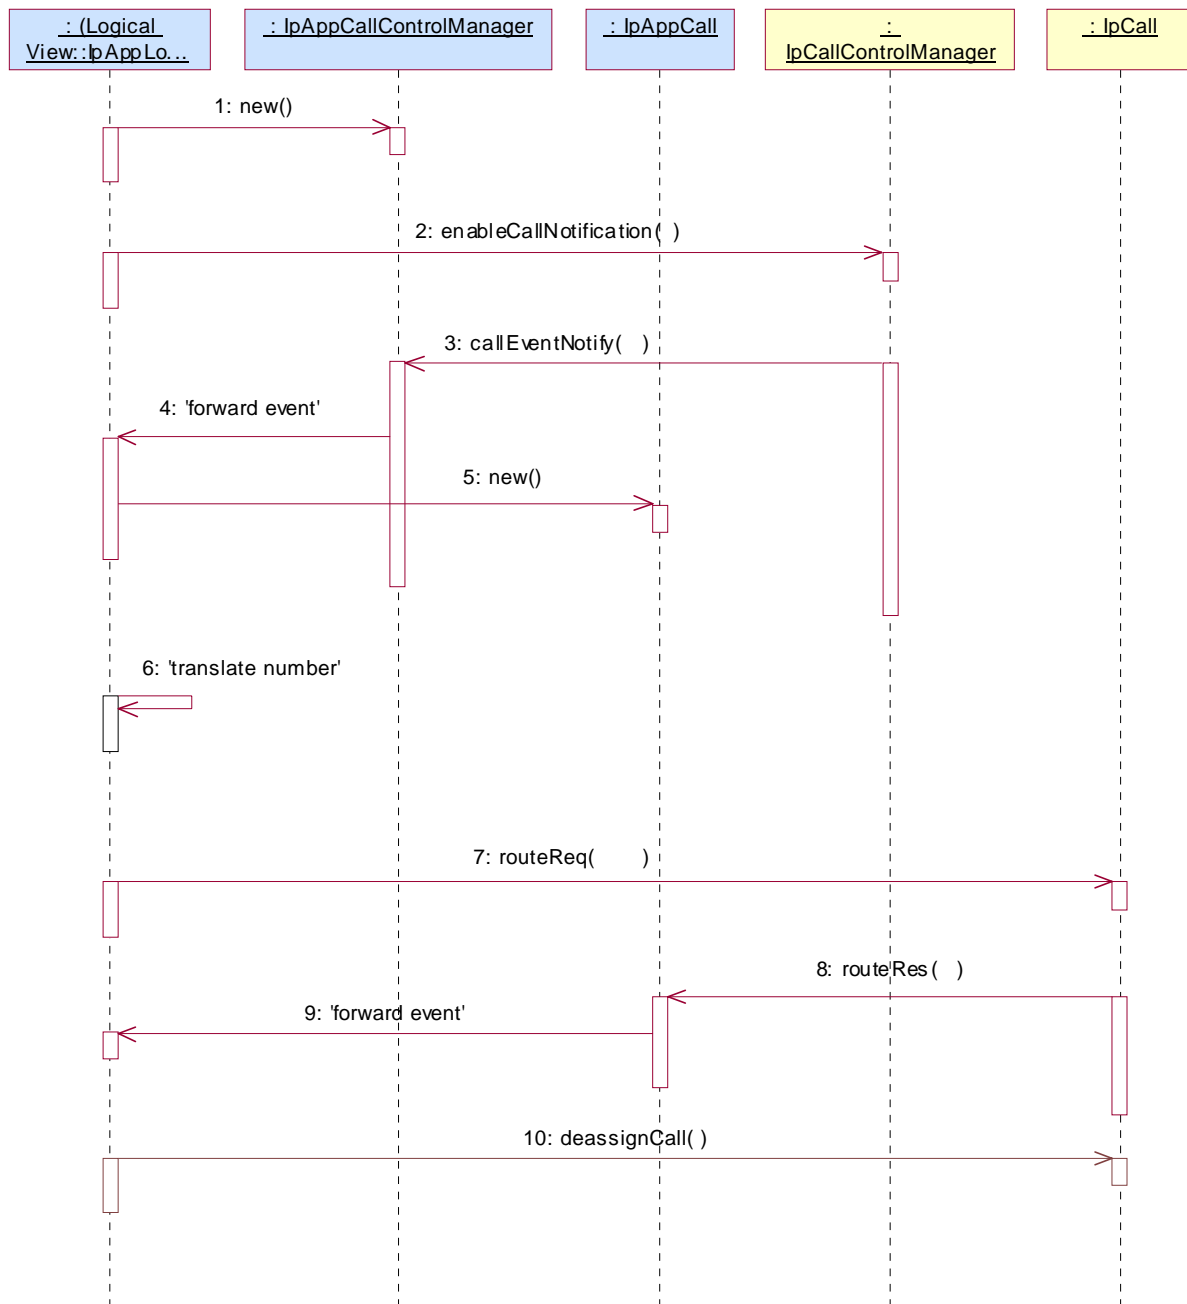 : (Logical
View::IpAppLo...
: IpAppCallControlManager
: IpAppCall
:
IpCallControlManager
: IpCall
1: new()
2: enableCallNotification( )
3: callEventNotify( )
4: 'forward event'
5: new()
6: 'translate number'
7: routeReq( )
8: routeRes( )
9: 'forward event'
10: deassignCall( )